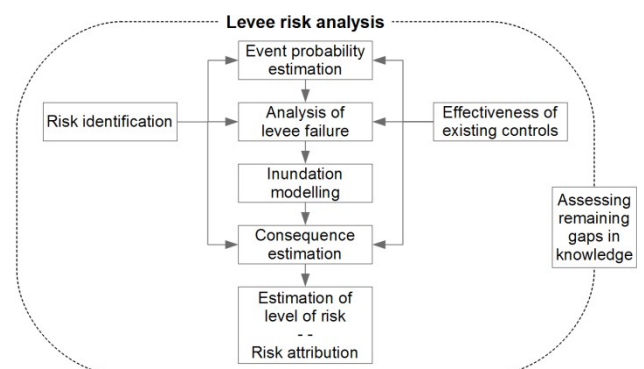 Levee risk analysis
Event probability
estimation
Risk identification
Analysis of
levee failure
Effectiveness of
existing controls
Inundation
modelling
Assessing
remaining
gaps in
knowledge
Consequence
estimation
Estimation of
level of risk
- -
Risk attribution